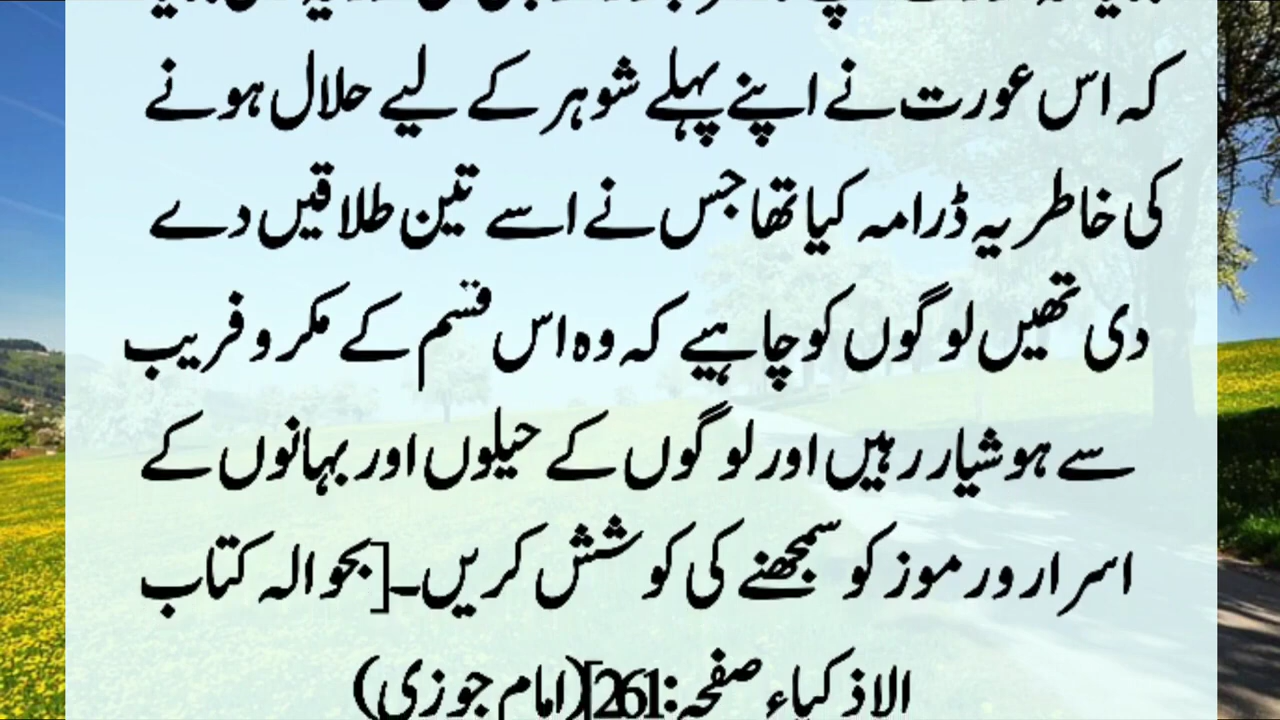 کہ اس عورت نے اپنے پہلے شوہر کے لیے حلال ہونے
کی خاطر یہ ڈرامہ کیا تھا جس نے اسے تین طلاقیں دے
دی تھیں لوگوں کو چاہیے کہ وہ اس قسم کے مکر و فریب
سے ہوشیار رہیں اور لوگوں کے حیلوں اور بہانوں کے
اسرار و رموز کو سمجھنے کی کوشش کریں۔[بحوالہ کتاب
الاذکیاء صفحہ:261](امام جوزی)